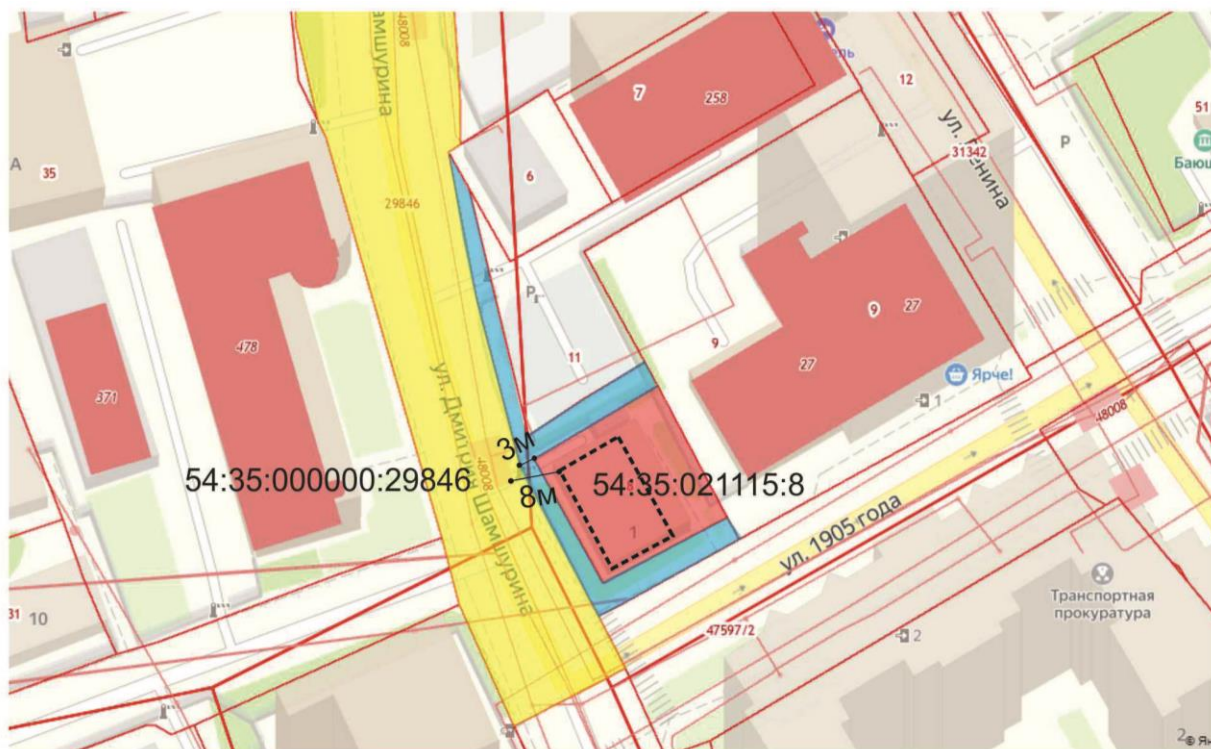 48008
Шамшурина
7
258
12
51
35
А
6
31342
ул. Ленина
Р
29846
Р
478
11
9
9
27
27
Ярче!
371
1
48008
ул. Дмитрия Шамшурина
3м
48008
54:35:000000:29846
8м
54:35:021115:8
7
ул. 1905 года
Транспортная
прокуратура
31
10
47597/2
2
2